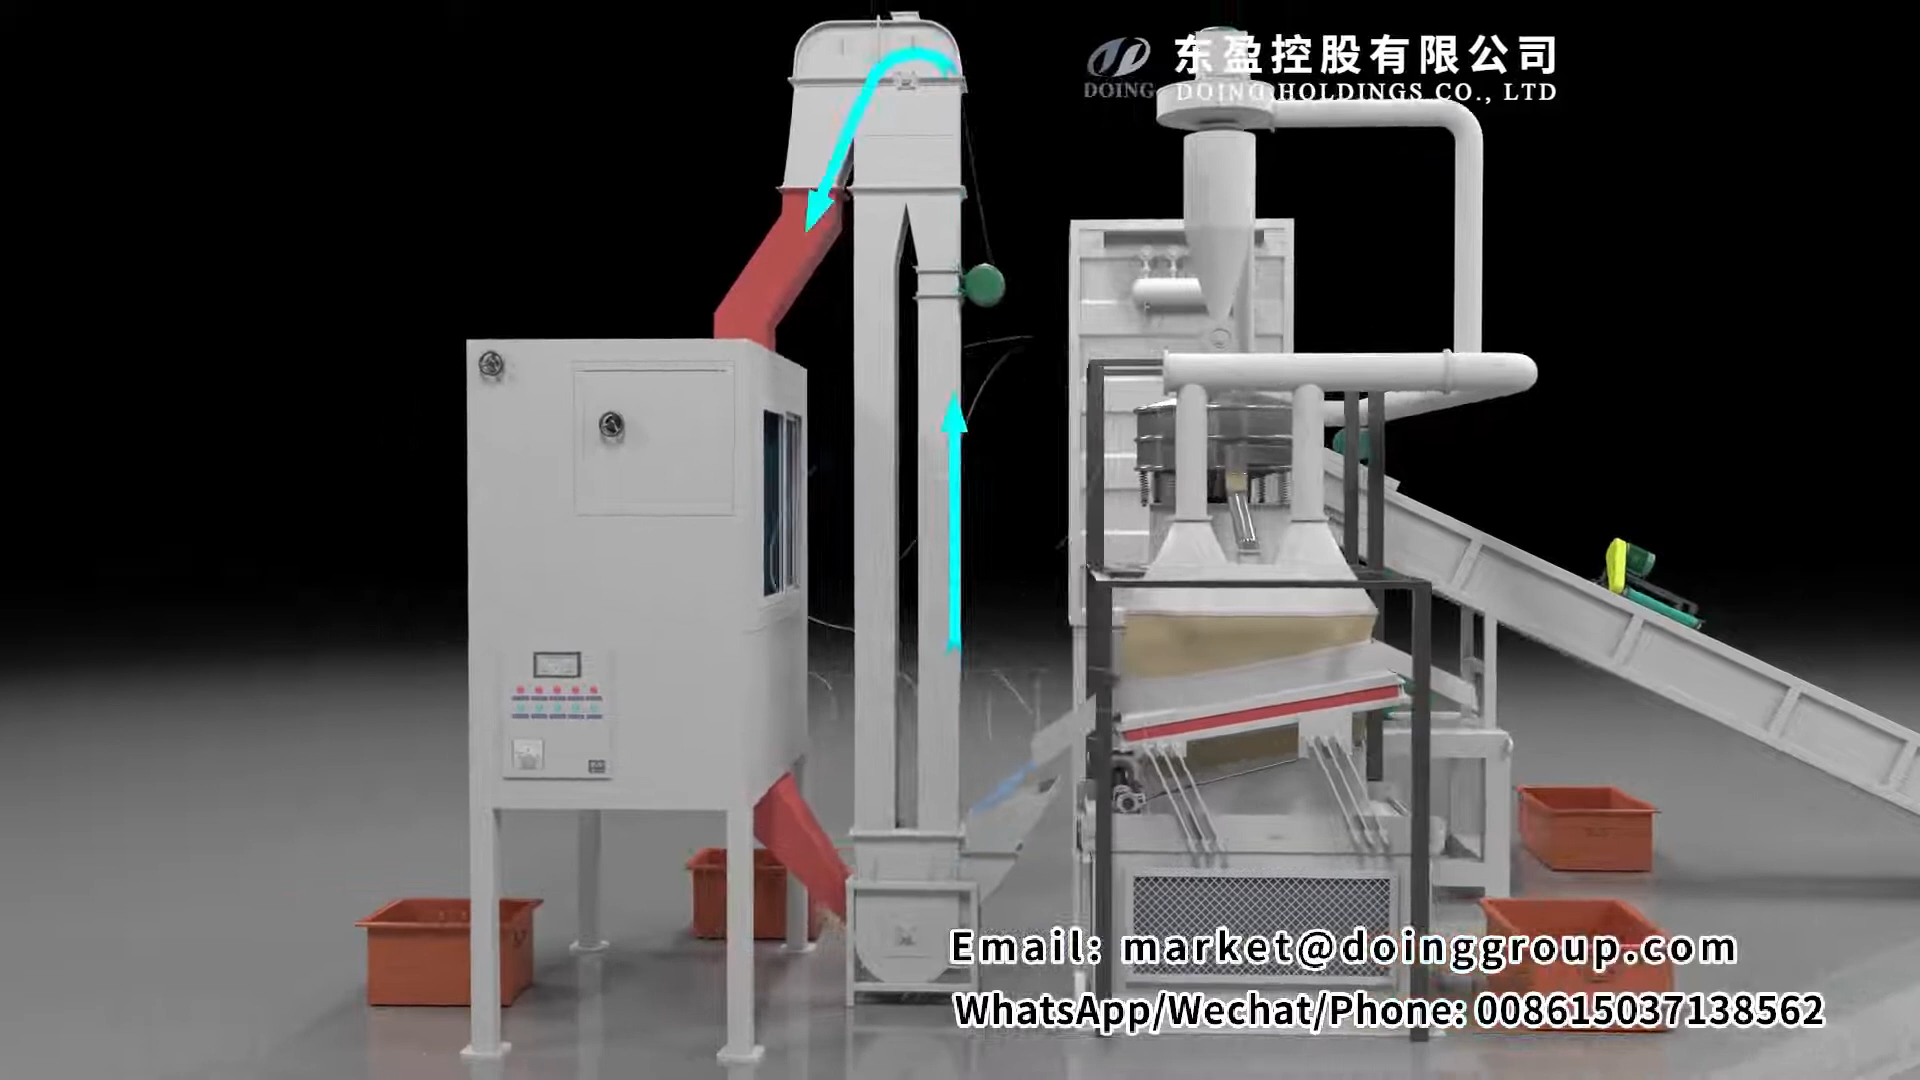 东盈控股有限公司
DOING DOING HOLDINGS CO., LTD
Email: market@doinggroup.com
WhatsApp/Wechat/Phone: 008615037138562